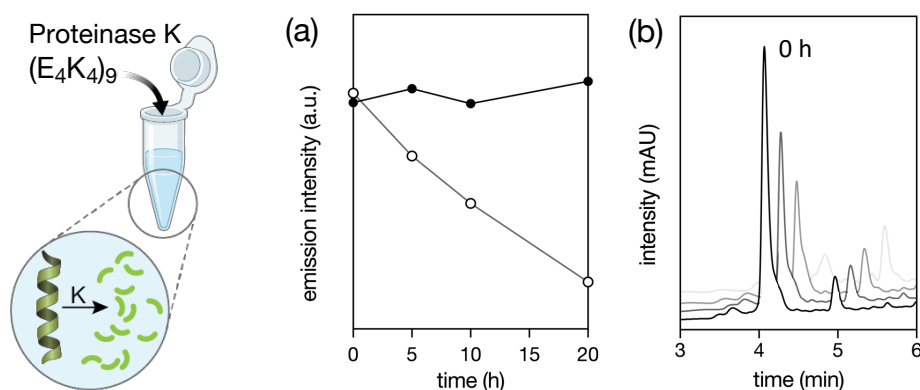 Proteinase K
(E₄K₄)₉
K
(a)
emission intensity (a.u.)
0 5 10 15 20
time (h)
(b)
0 h
intensity (mAU)
3 4 5 6
time (min)